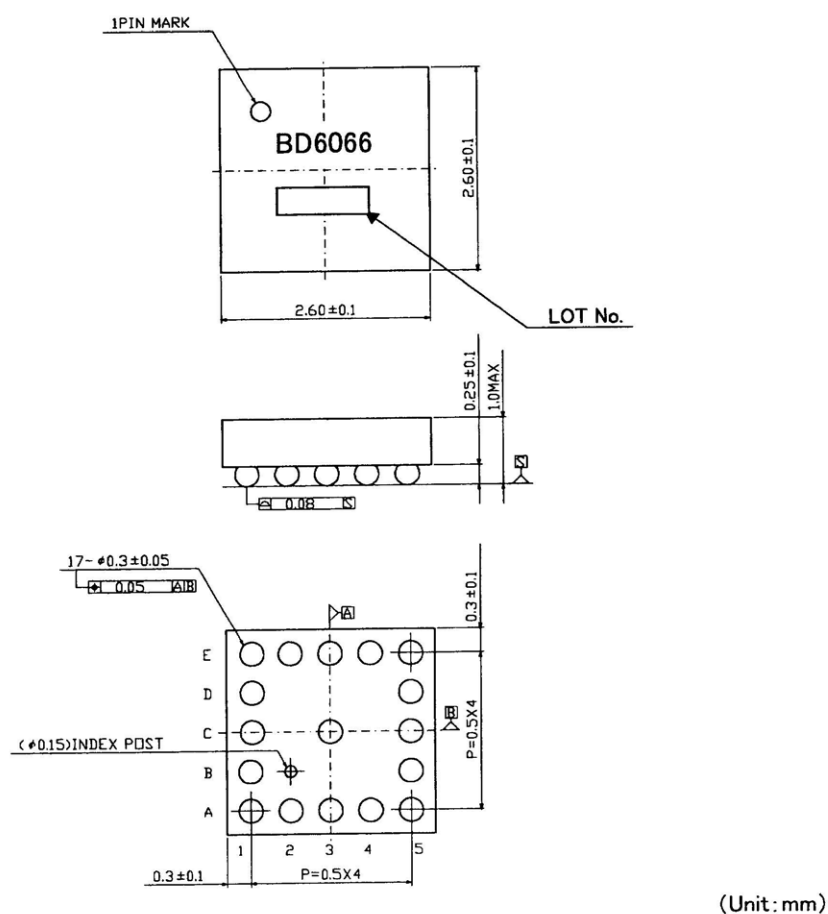 1PIN MARK
BD6066
2.60±0.1
2.60±0.1
LOT No.
0.25±0.1
1.0MAX
S
0.08 S
17-φ0.3±0.05
0.05 A B
A
0.3±0.1
E
D
C
B
A
B
P=0.5X4
(φ0.15)INDEX POST
1 2 3 4 5
0.3±0.1
P=0.5X4
(Unit:mm)